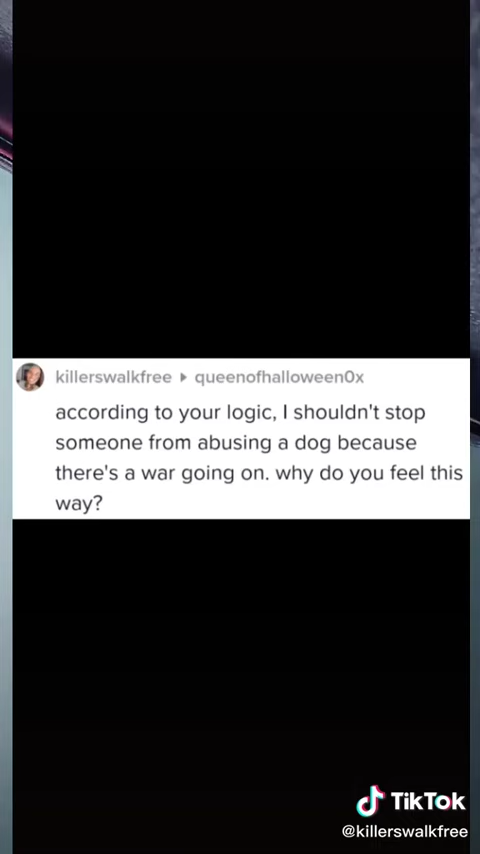 killerswalkfree ▸ queenofhalloween0x
according to your logic, I shouldn't stop
someone from abusing a dog because
there's a war going on. why do you feel this
way?
TikTok
@killerswalkfree